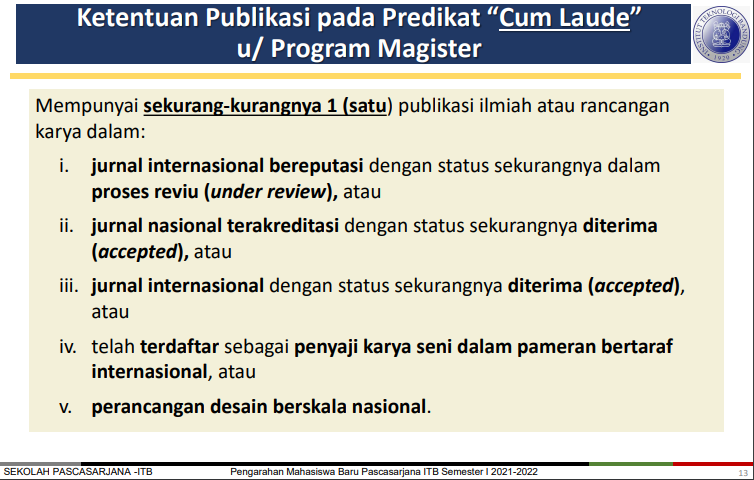 Ketentuan Publikasi pada Predikat “Cum Laude”
u/ Program Magister
INSTITUT TEKNOLOGI BANDUNG
1920
Mempunyai sekurang-kurangnya 1 (satu) publikasi ilmiah atau rancangan
karya dalam:
i. jurnal internasional bereputasi dengan status sekurangnya dalam
proses reviu (under review), atau
ii. jurnal nasional terakreditasi dengan status sekurangnya diterima
(accepted), atau
iii. jurnal internasional dengan status sekurangnya diterima (accepted),
atau
iv. telah terdaftar sebagai penyaji karya seni dalam pameran bertaraf
internasional, atau
v. perancangan desain berskala nasional.
SEKOLAH PASCASARJANA -ITB
Pengarahan Mahasiswa Baru Pascasarjana ITB Semester I 2021-2022
13